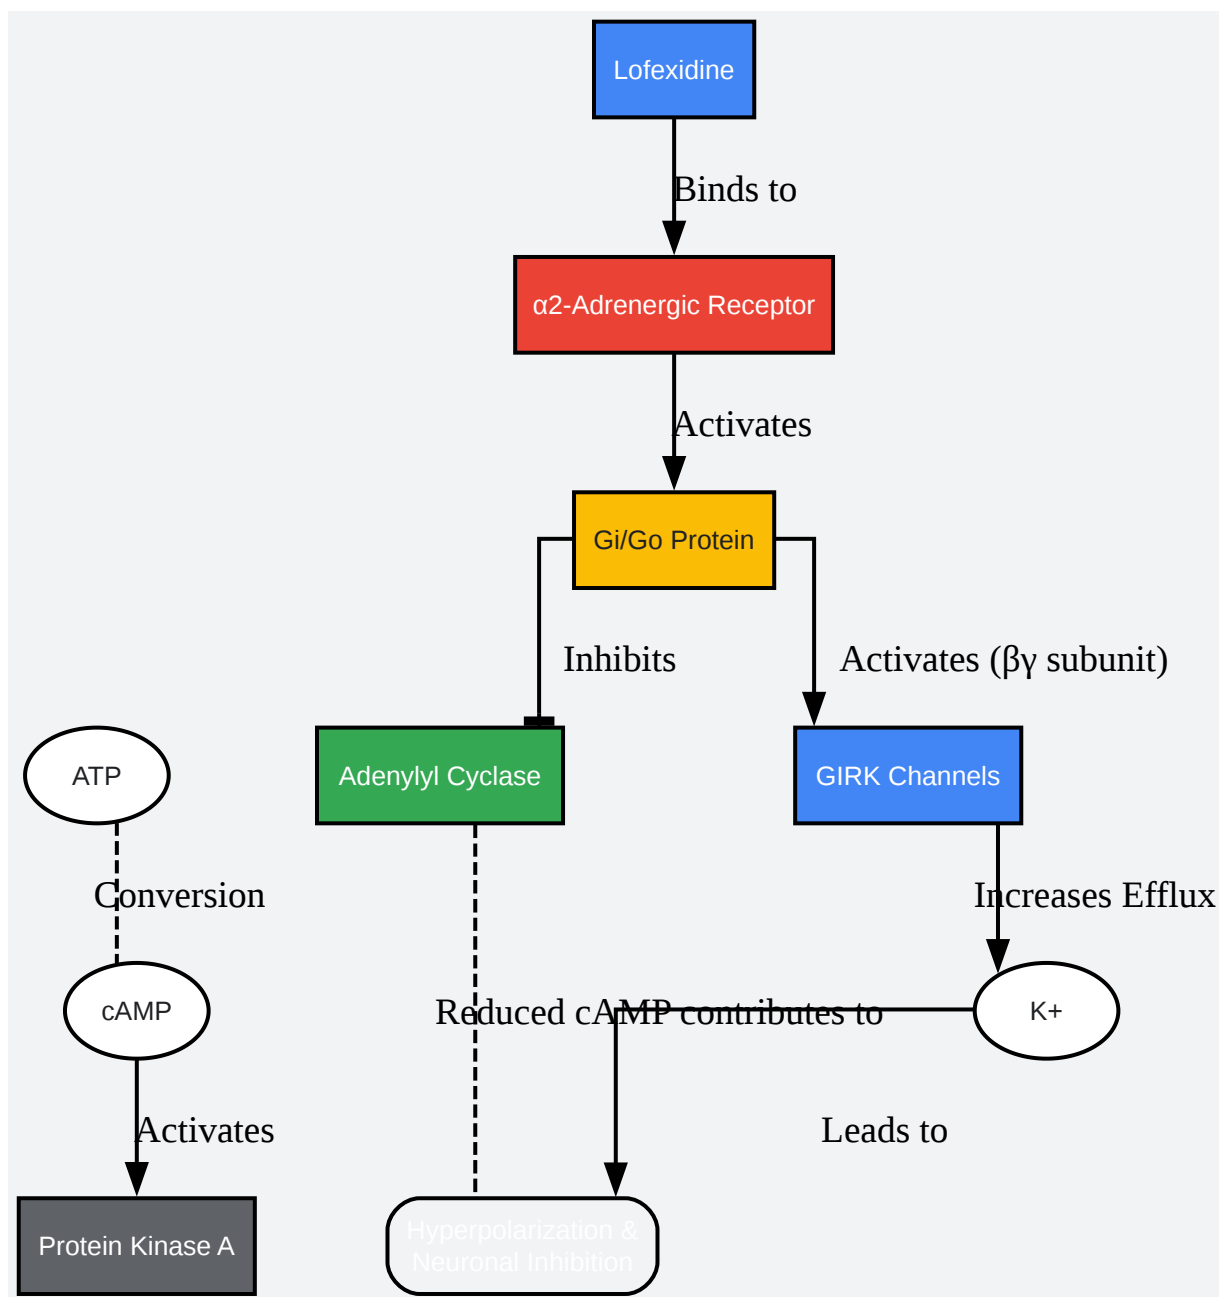 Lofexidine
Binds to
α2-Adrenergic Receptor
Activates
Gi/Go Protein
Inhibits
Activates (βγ subunit)
ATP
Adenylyl Cyclase
GIRK Channels
Conversion
Increases Efflux
cAMP
Reduced cAMP contributes to
K+
Activates
Leads to
Protein Kinase A
Hyperpolarization &
Neuronal Inhibition